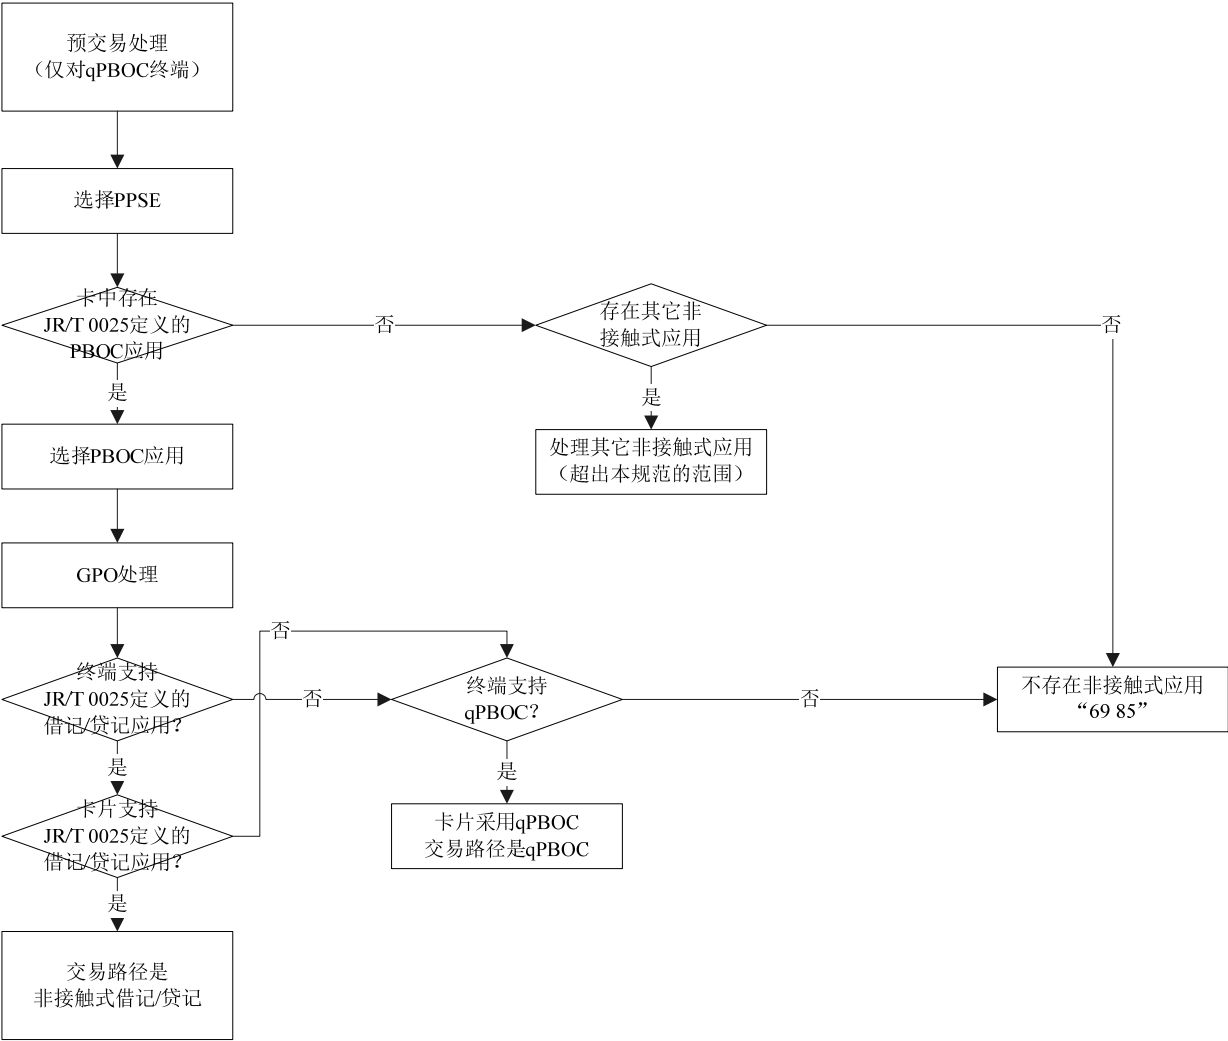 预交易处理
（仅对qPBOC终端）
选择PPSE
卡中存在
JR/T 0025定义的
PBOC应用
否
存在其它非
接触式应用
否
是
是
选择PBOC应用
处理其它非接触式应用
（超出本规范的范围）
GPO处理
否
终端支持
JR/T 0025定义的
借记/贷记应用？
否
终端支持
qPBOC？
否
不存在非接触式应用
“69 85”
是
是
卡片支持
JR/T 0025定义的
借记/贷记应用？
卡片采用qPBOC
交易路径是qPBOC
是
交易路径是
非接触式借记/贷记